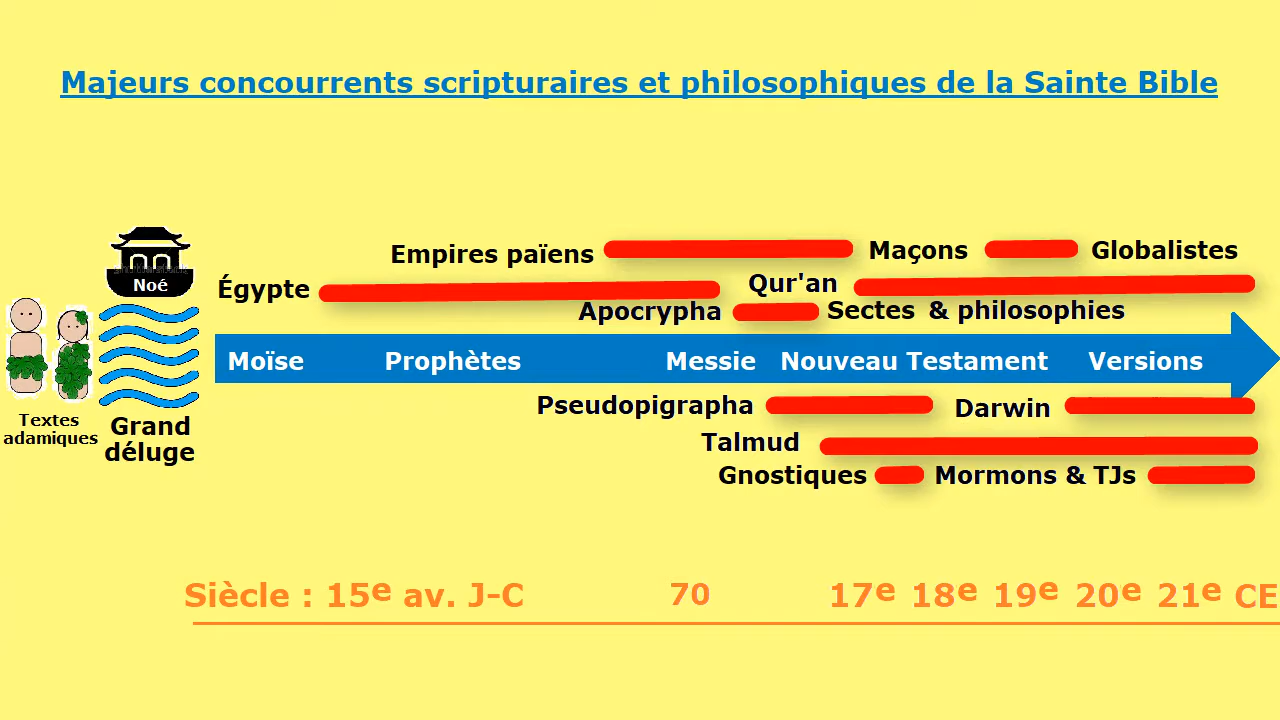 Majeurs concourrents scripturaires et philosophiques de la Sainte Bible
Noé
Empires païens
Maçons
Globalistes
Égypte
Qur'an
Apocrypha
Sectes & philosophies
Moïse
Prophètes
Messie
Nouveau Testament
Versions
Pseudopigrapha
Darwin
Textes
adamiques
Grand
déluge
Talmud
Gnostiques
Mormons & TJs
Siècle : 15e av. J-C 70 17e 18e 19e 20e 21e CE